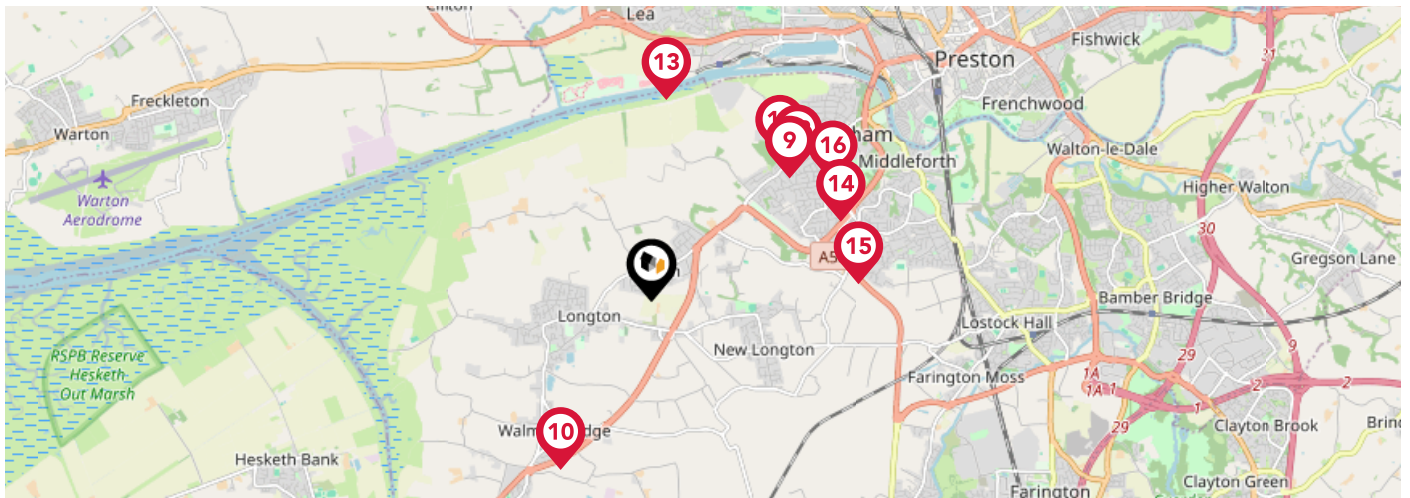 Lea
Preston
Fishwick
31
13
Freckleton
Frenchwood
Warton
9
16
14
Middleforth
Walton-le-Dale
Warton
Aerodrome
Higher Walton
30
15
Gregson Lane
Longton
Bamber Bridge
Lostock Hall
New Longton
RSPB Reserve
Hesketh
Out Marsh
29
9
Farington Moss
1A
1A
1
1
2
2
29
10
Clayton Brook
Hesketh Bank
Clayton Green
Farington